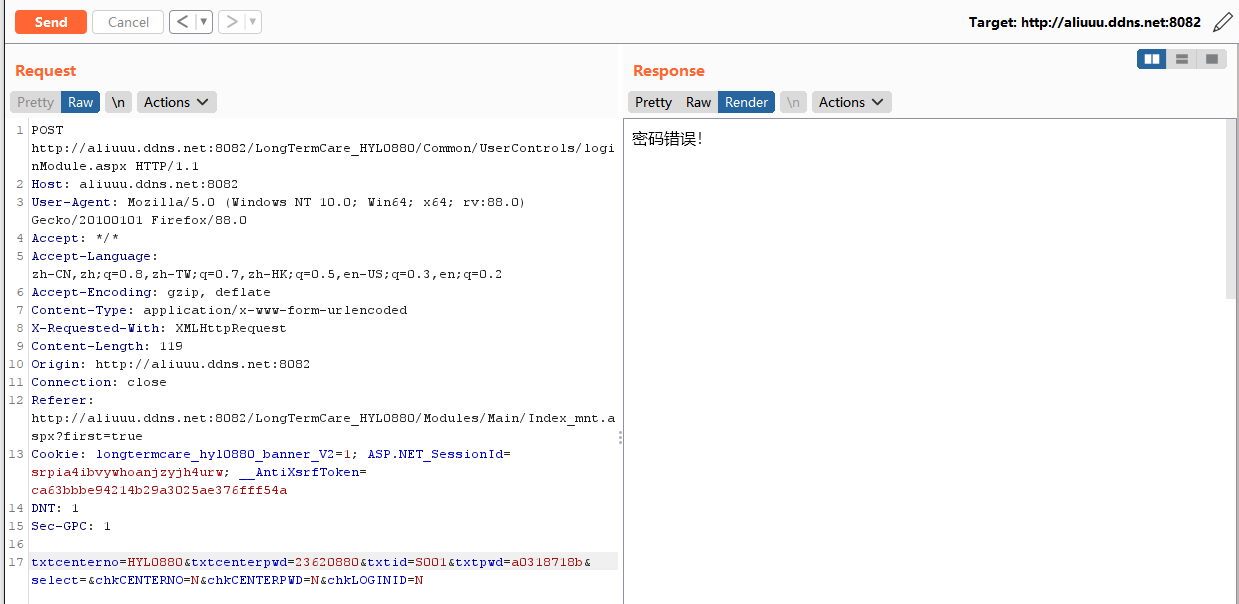 Send Cancel < ▼ > ▼ Target: http://aliuuu.ddns.net:8082
Request
Pretty Raw \n Actions
1 POST
http://aliuuu.ddns.net:8082/LongTermCare_HYL0880/Common/UserControls/logi
nModule.aspx HTTP/1.1
2 Host: aliuuu.ddns.net:8082
3 User-Agent: Mozilla/5.0 (Windows NT 10.0; Win64; x64; rv:88.0)
Gecko/20100101 Firefox/88.0
4 Accept: */*
5 Accept-Language:
zh-CN,zh;q=0.8,zh-TW;q=0.7,zh-HK;q=0.5,en-US;q=0.3,en;q=0.2
6 Accept-Encoding: gzip, deflate
7 Content-Type: application/x-www-form-urlencoded
8 X-Requested-With: XMLHttpRequest
9 Content-Length: 119
10 Origin: http://aliuuu.ddns.net:8082
11 Connection: close
12 Referer:
http://aliuuu.ddns.net:8082/LongTermCare_HYL0880/Modules/Main/Index_mnt.a
spx?first=true
13 Cookie: longtermcare_hyl0880_banner_V2=1; ASP.NET_SessionId=
srpia4ibvywhoanjzyjh4urw; __AntiXsrfToken=
ca63bbbe94214b29a3025ae376fff54a
14 DNT: 1
15 Sec-GPC: 1
16
17 txtcenterno=HYL0880&txtcenterpwd=23620880&txtid=S001&txtpwd=a0318718b&
select=&chkCENTERNO=N&chkCENTERPWD=N&chkLOGINID=N
Response
Pretty Raw Render \n Actions
密码错误!